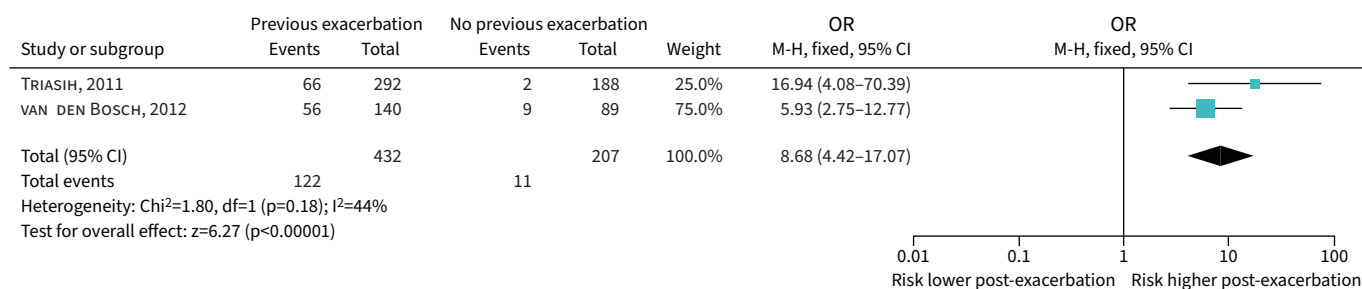 Previous exacerbation No previous exacerbation OR OR
Study or subgroup Events Total Events Total Weight M-H, fixed, 95% CI M-H, fixed, 95% CI
Triasih, 2011 66 292 2 188 25.0% 16.94 (4.08–70.39)
van den Bosch, 2012 56 140 9 89 75.0% 5.93 (2.75–12.77)
Total (95% CI) 432 207 100.0% 8.68 (4.42–17.07)
Total events 122 11
Heterogeneity: Chi²=1.80, df=1 (p=0.18); I²=44%
Test for overall effect: z=6.27 (p<0.00001)
0.01 0.1 1 10 100
Risk lower post-exacerbation Risk higher post-exacerbation